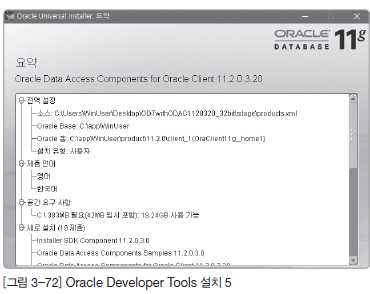 Oracle Universal Installer: 요약
ORACLE
DATABASE 11g
요약
Oracle Data Access Components for Oracle Client 11.2.0.3.20
전역 설정
소스: C:\Users\WinUser\Desktop\ODTwithODAC1120320_32bit\stage\products.xml
Oracle Base: C:\app\WinUser
Oracle 홈: C:\app\WinUser\product\11.2.0\client_1 (OraClient11g_home1)
설치 유형: 사용자
제품 언어
영어
한국어
공간 요구 사항
C:\ 393MB 필요(42MB 임시 포함): 18.24GB 사용 가능
새로 설치 (19 제품)
Installer SDK Component 11.2.0.3.0
Oracle Data Access Components Samples 11.2.0.3.0
[그림 3-72] Oracle Developer Tools 설치 5